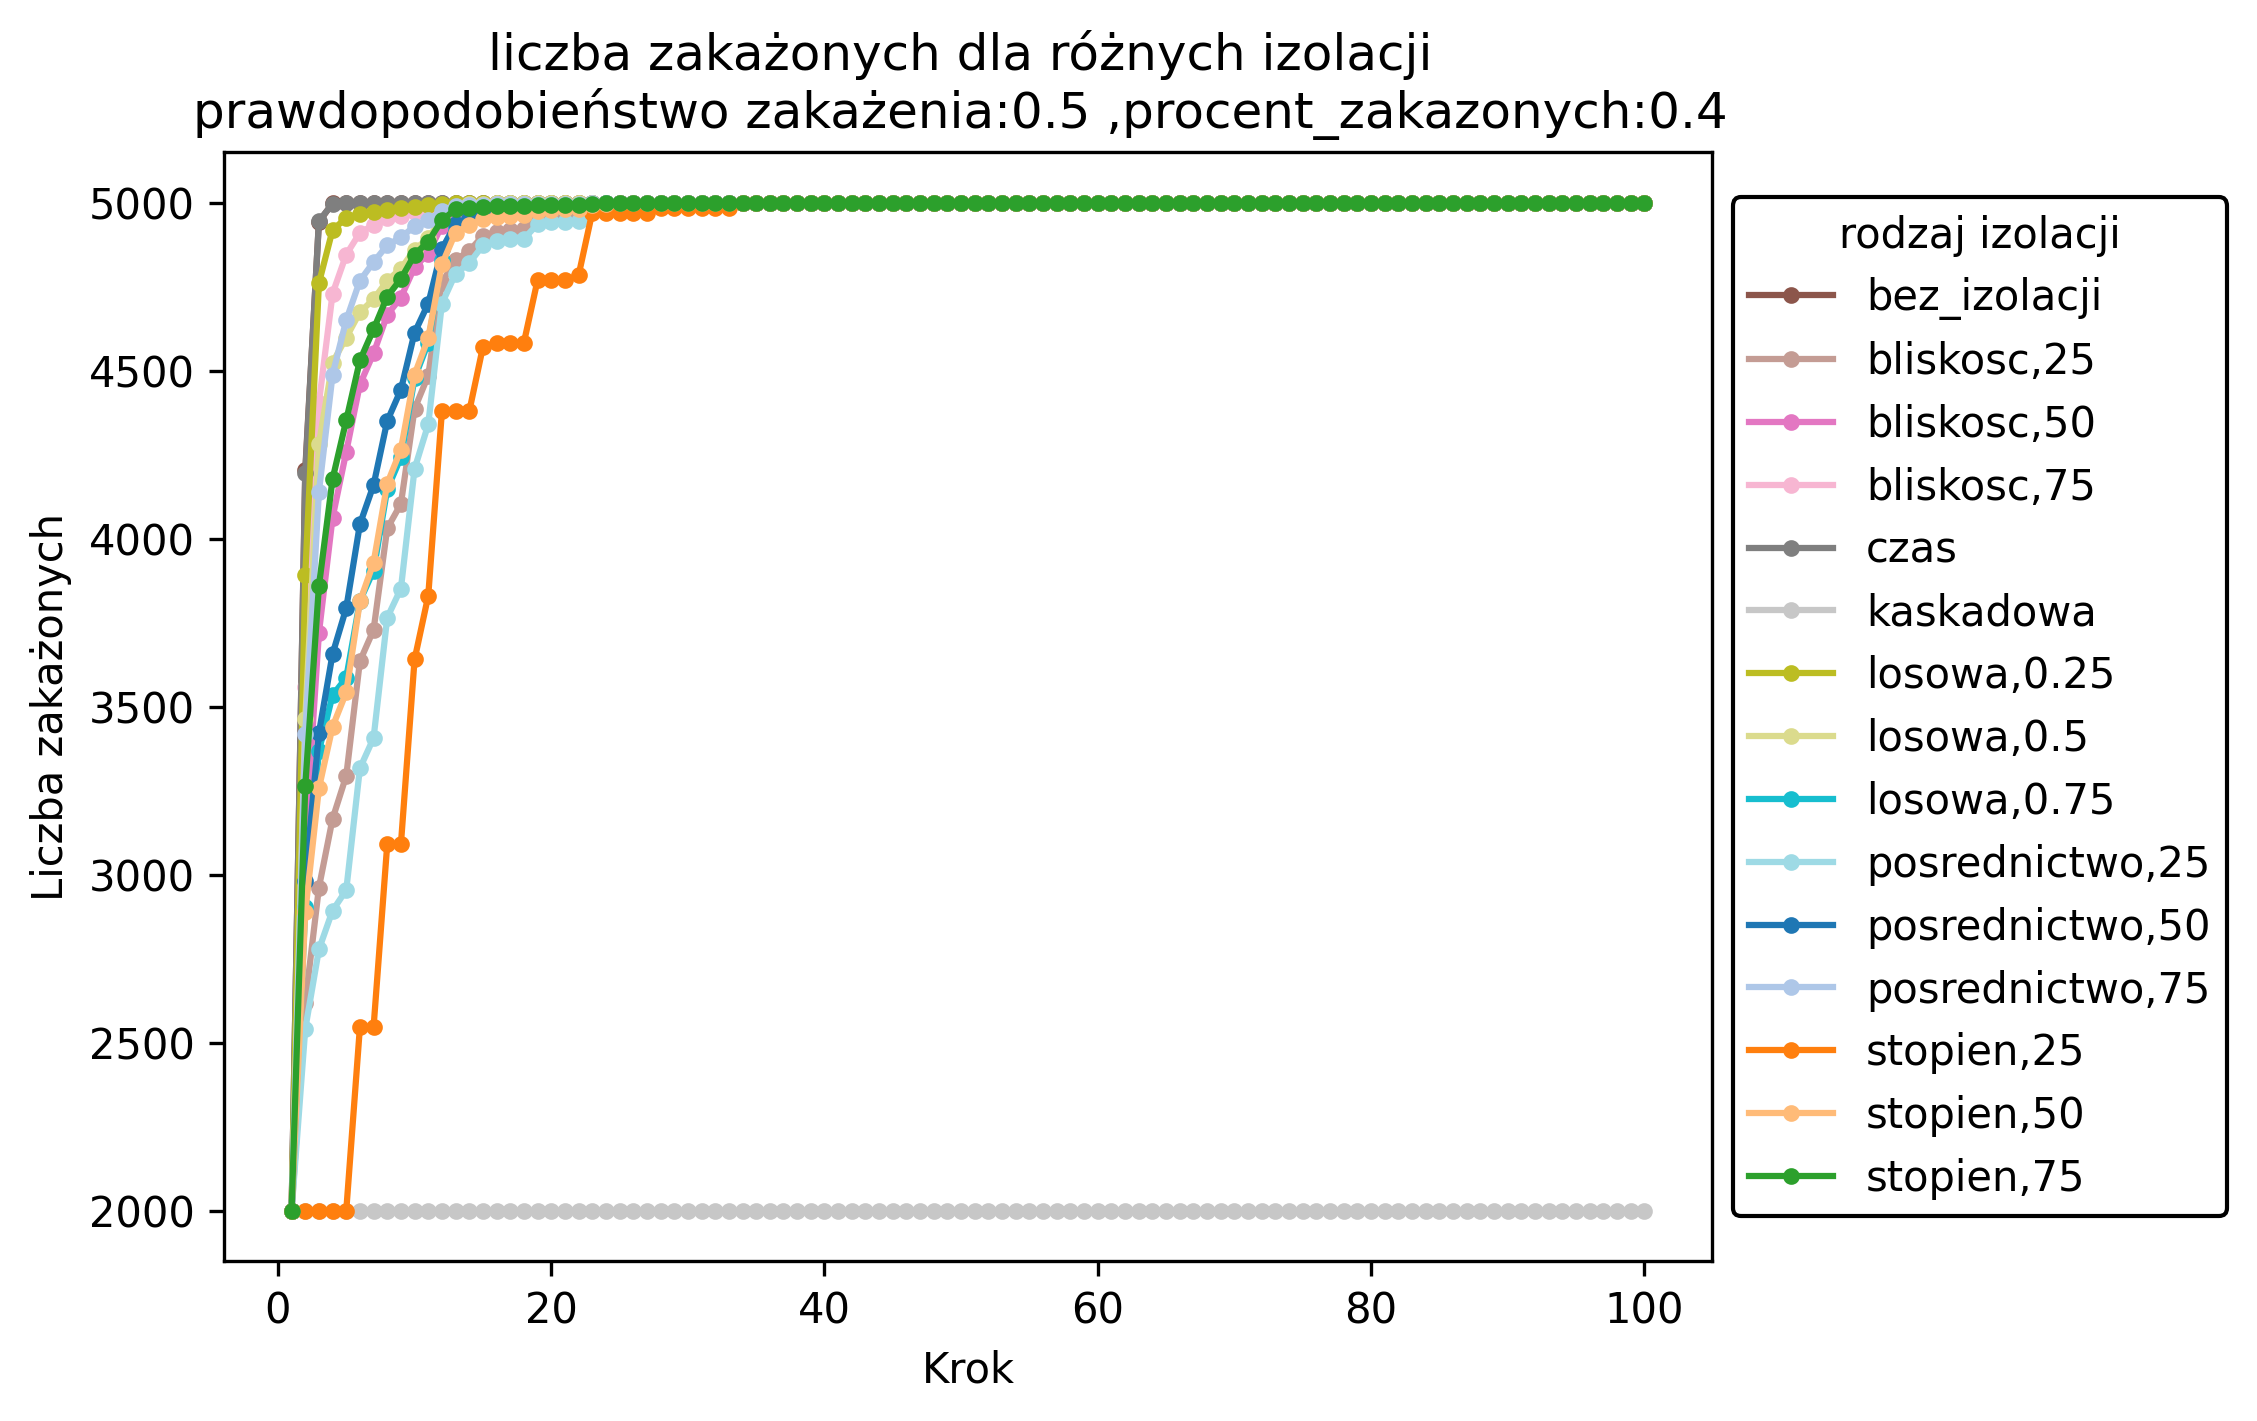 liczba zakażonych dla różnych izolacji
prawdopodobieństwo zakażenia:0.5 ,procent_zakazonych:0.4
Liczba zakażonych
5000
4500
4000
3500
3000
2500
2000
0 20 40 60 80 100
Krok
rodzaj izolacji
bez_izolacji
bliskosc,25
bliskosc,50
bliskosc,75
czas
kaskadowa
losowa,0.25
losowa,0.5
losowa,0.75
posrednictwo,25
posrednictwo,50
posrednictwo,75
stopien,25
stopien,50
stopien,75